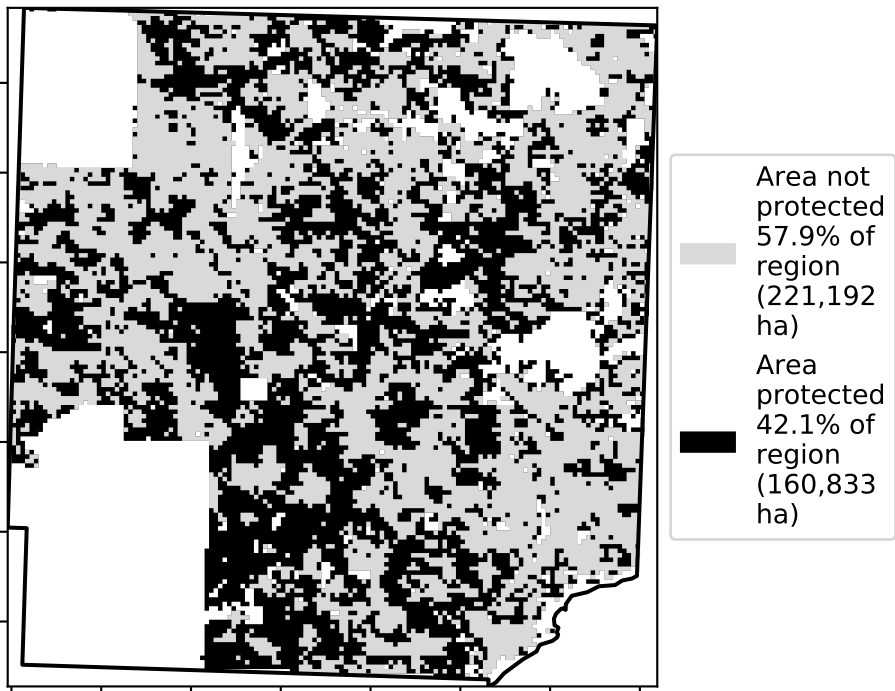 Area not
protected
57.9% of
region
(221,192
ha)
Area
protected
42.1% of
region
(160,833
ha)